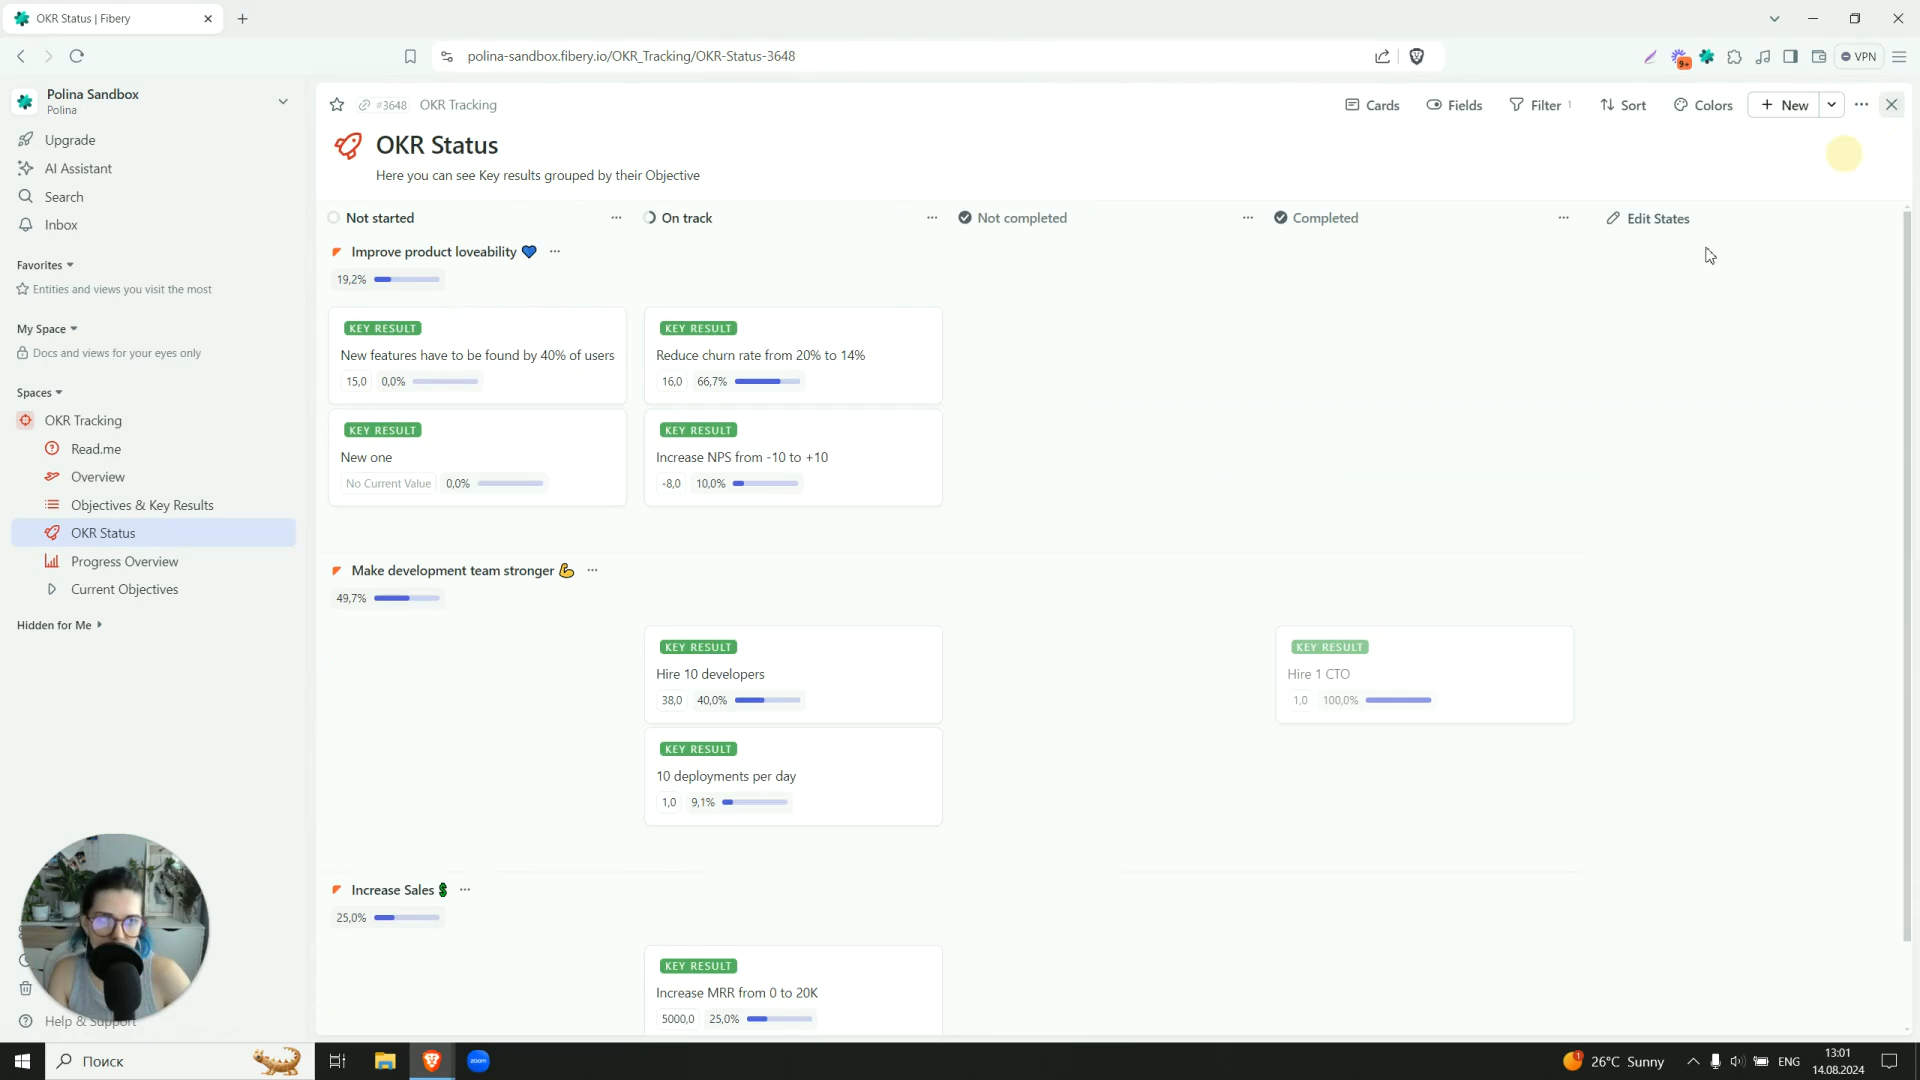 OKR Status | Fibery
polina-sandbox.fibery.io/OKR_Tracking/OKR-Status-3648
9+
VPN
Polina Sandbox
Polina
Upgrade
AI Assistant
Search
Inbox
Favorites
Entities and views you visit the most
My Space
Docs and views for your eyes only
Spaces
OKR Tracking
Read.me
Overview
Objectives & Key Results
OKR Status
Progress Overview
Current Objectives
Hidden for Me
Help & Support
#3648 OKR Tracking
Cards Fields Filter 1 Sort Colors + New
OKR Status
Here you can see Key results grouped by their Objective
Not started On track Not completed Completed Edit States
Improve product loveability
19,2%
KEY RESULT
New features have to be found by 40% of users
15,0 0,0%
KEY RESULT
Reduce churn rate from 20% to 14%
16,0 66,7%
KEY RESULT
New one
No Current Value 0,0%
KEY RESULT
Increase NPS from -10 to +10
-8,0 10,0%
Make development team stronger
49,7%
KEY RESULT
Hire 10 developers
38,0 40,0%
KEY RESULT
Hire 1 CTO
1,0 100,0%
KEY RESULT
10 deployments per day
1,0 9,1%
Increase Sales
25,0%
KEY RESULT
Increase MRR from 0 to 20K
5000,0 25,0%
Поиск
zoom
1
26°C Sunny
ENG
13:01
14.08.2024